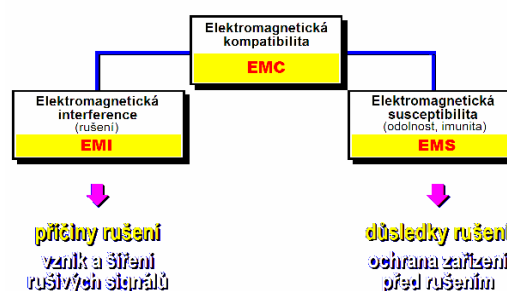 Elektromagnetická
kompatibilita
EMC
Elektromagnetická
interference
(rušení)
EMI
Elektromagnetická
susceptibilita
(odolnost, imunita)
EMS
příčiny rušení
vznik a šíření
rušivých signálů
důsledky rušení
ochrana zařízení
před rušením